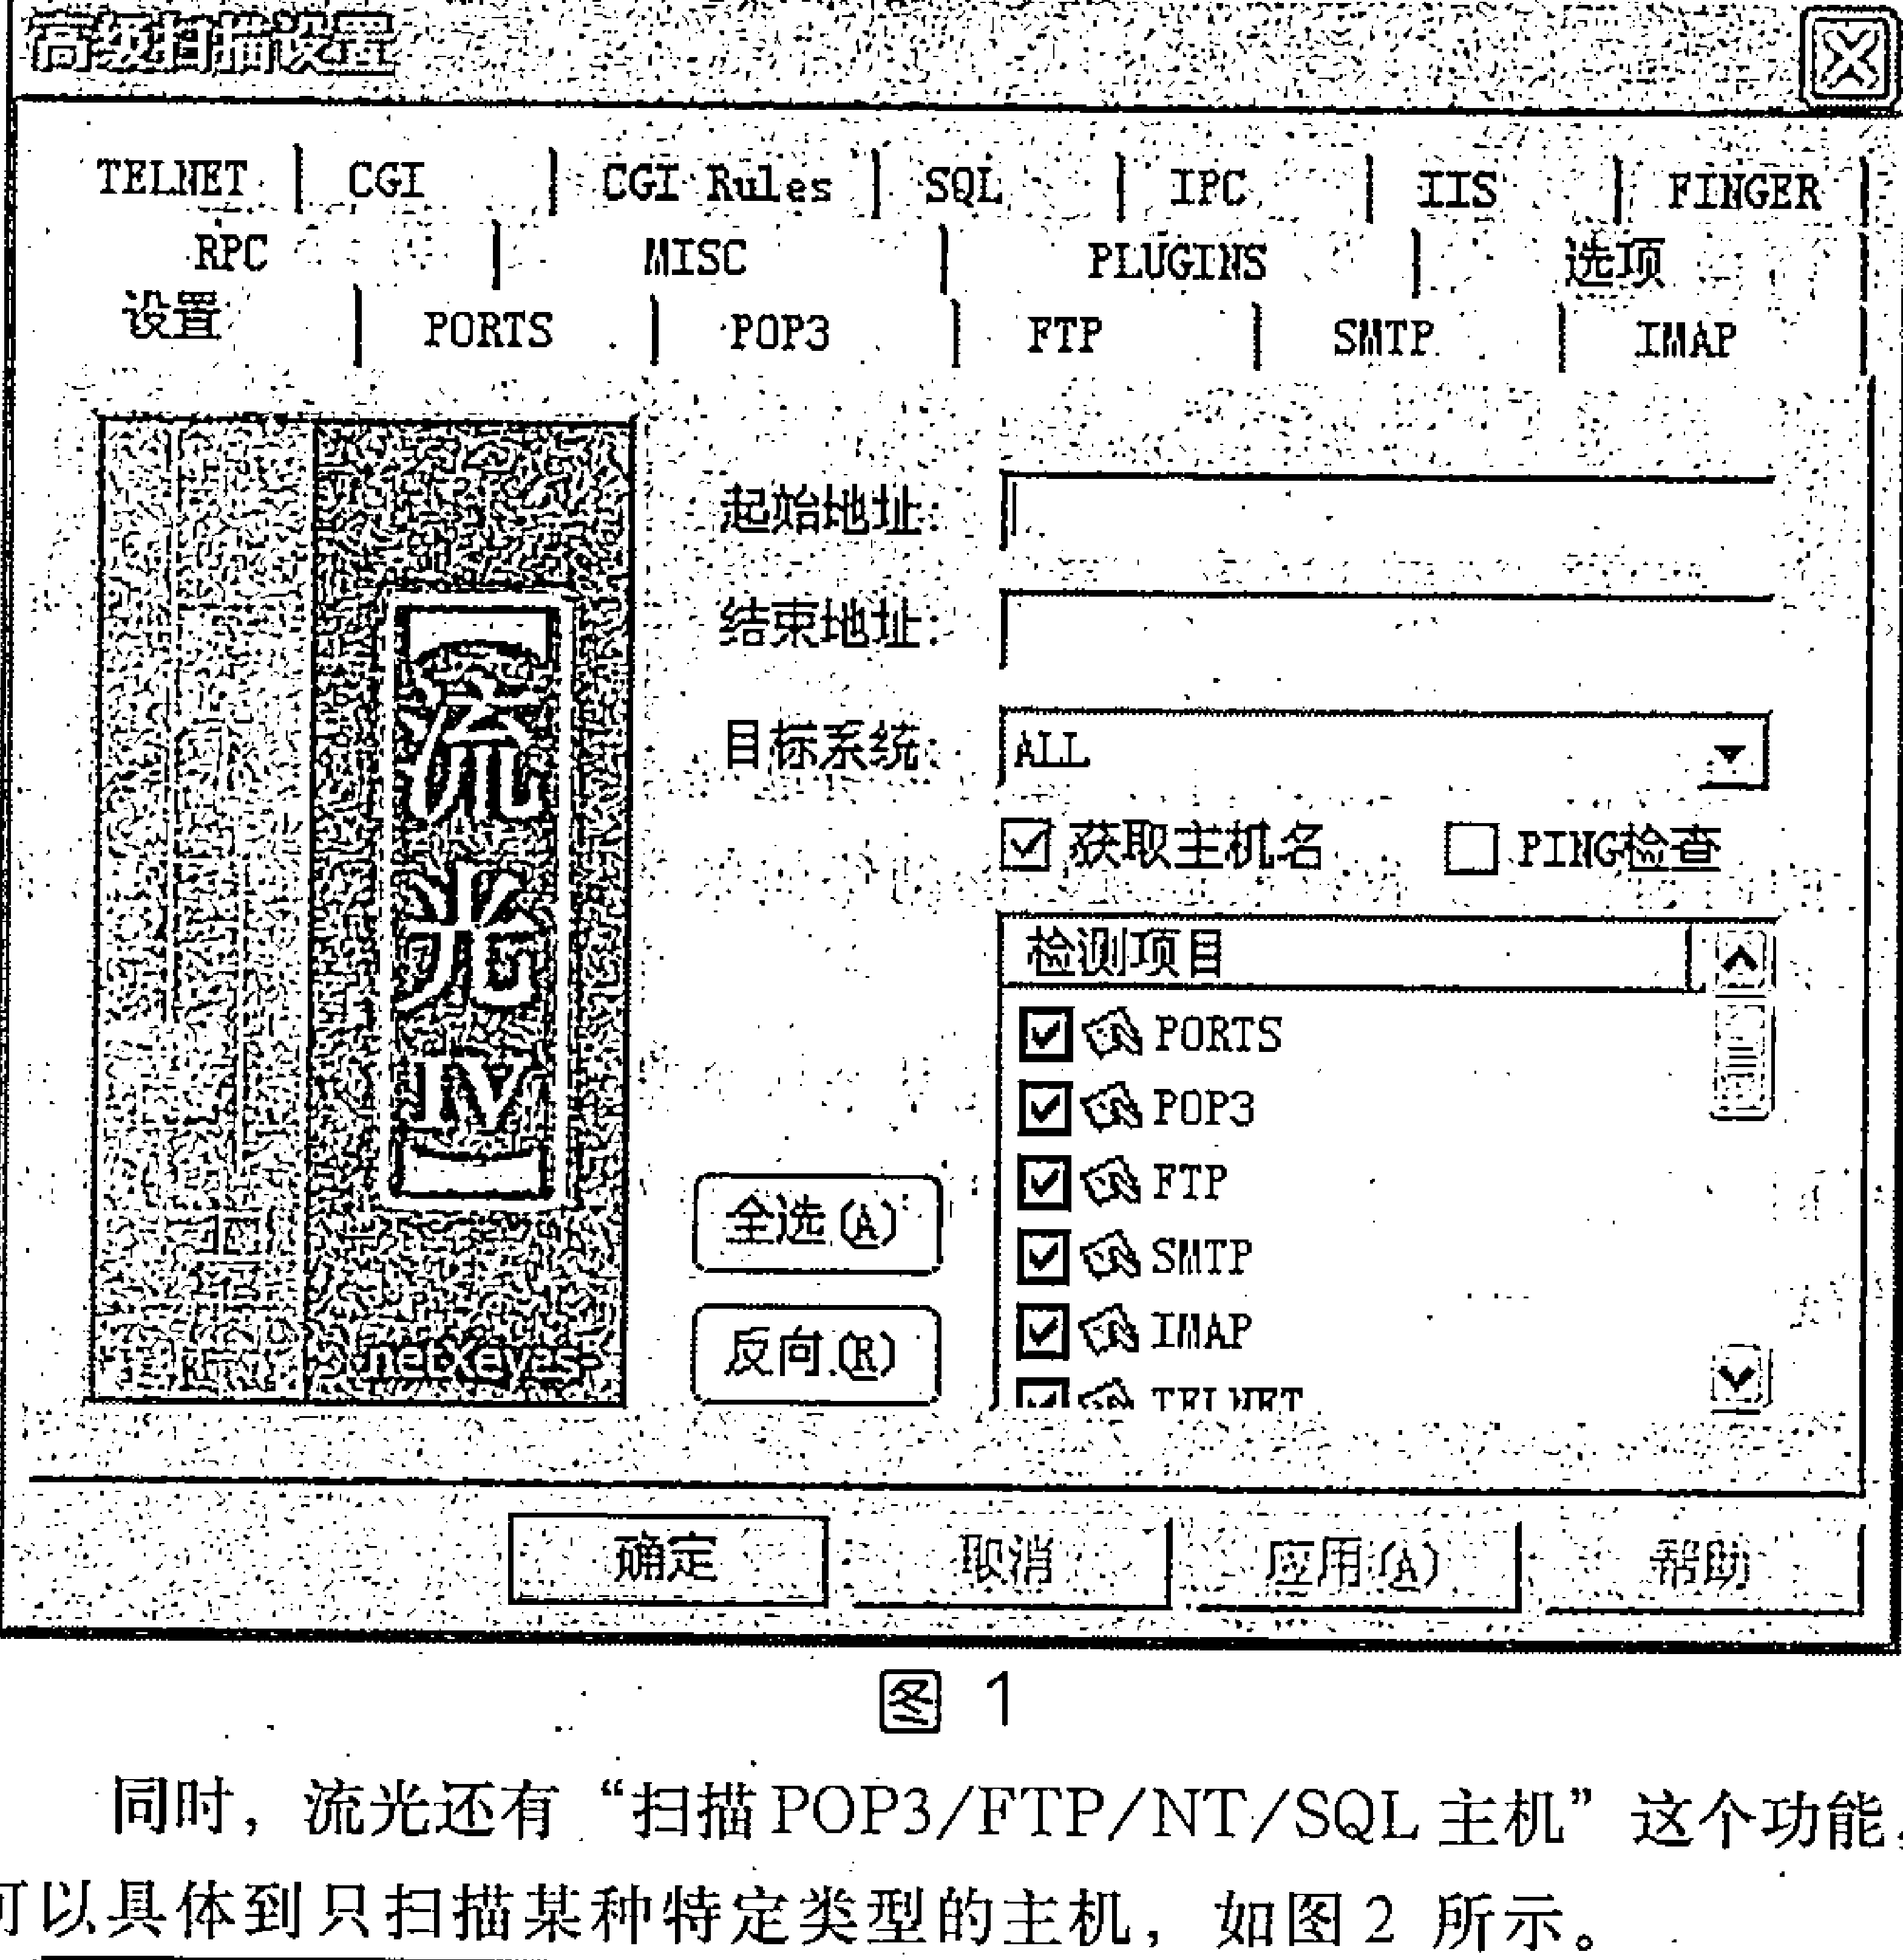 高级扫描设置
TELNET CGI CGI Rules SQL IPC IIS FINGER
RPC MISC PLUGINS 选项
设置 PORTS POP3 FTP SMTP IMAP
起始地址:
结束地址:
目标系统: ALL
获取主机名 PING检查
检测项目
PORTS
POP3
FTP
SMTP
IMAP
TELNET
流光IV
netXeyes
全选(A)
反向(R)
确定 取消 应用(A) 帮助
图 1
同时，流光还有“扫描POP3/FTP/NT/SQL主机”这个功能，
可以具体到只扫描某种特定类型的主机，如图2 所示。